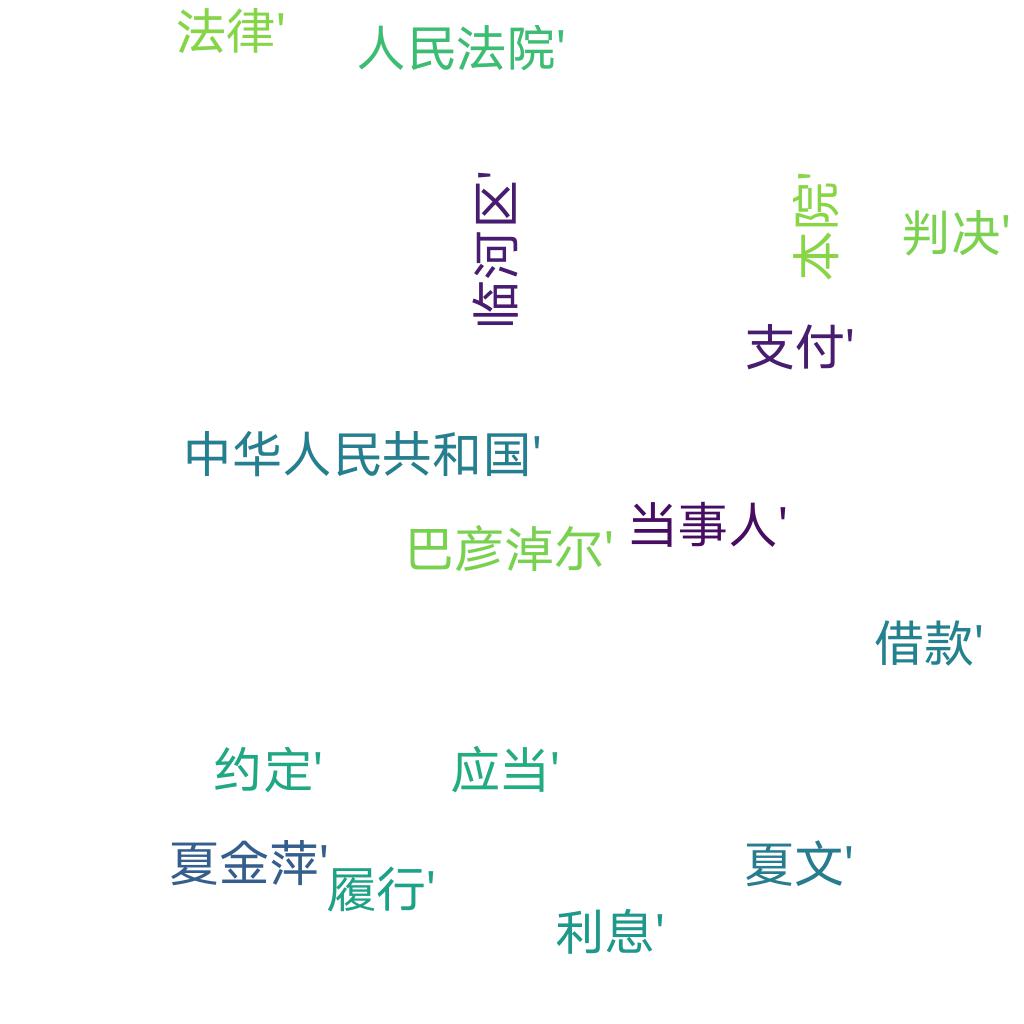 法律'
人民法院'
临河区'
本院'
判决'
支付'
中华人民共和国'
当事人'
巴彦淖尔'
借款'
约定'
应当'
夏金萍'
夏文'
履行'
利息'